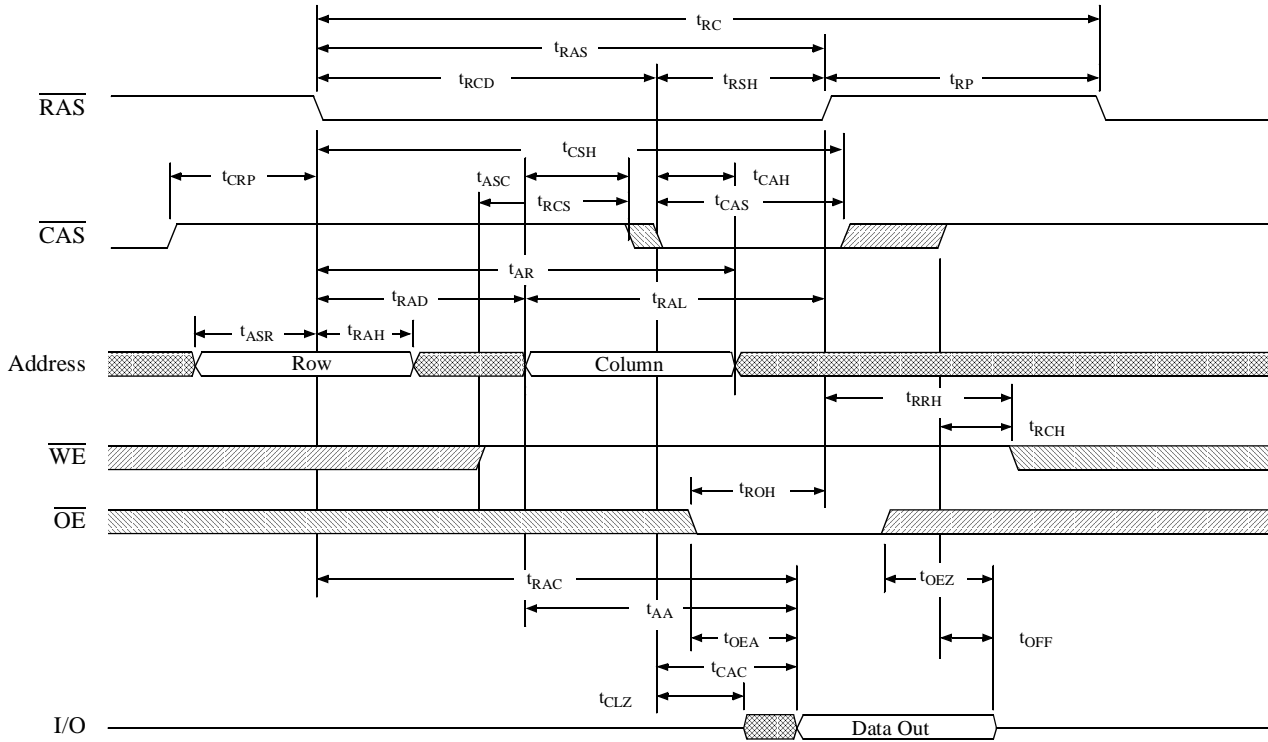 tRC
tRAS
tRCD tRSH tRP
RAS
tCSH
tCRP tASC tCAH
tRCS tCAS
CAS
tAR
tRAD tRAL
tASR tRAH
Address Row Column
tRRH
tRCH
WE
tROH
OE
tRAC tOEZ
tAA
tOEA tOFF
tCAC
tCLZ
I/O Data Out